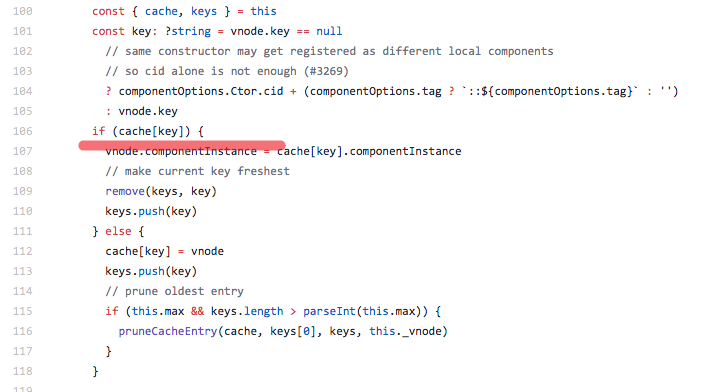 100 const { cache, keys } = this
101 const key: ?string = vnode.key == null
102 // same constructor may get registered as different local components
103 // so cid alone is not enough (#3269)
104 ? componentOptions.Ctor.cid + (componentOptions.tag ? `::${componentOptions.tag}` : '')
105 : vnode.key
106 if (cache[key]) {
107 vnode.componentInstance = cache[key].componentInstance
108 // make current key freshest
109 remove(keys, key)
110 keys.push(key)
111 } else {
112 cache[key] = vnode
113 keys.push(key)
114 // prune oldest entry
115 if (this.max && keys.length > parseInt(this.max)) {
116 pruneCacheEntry(cache, keys[0], keys, this._vnode)
117 }
118 }
119